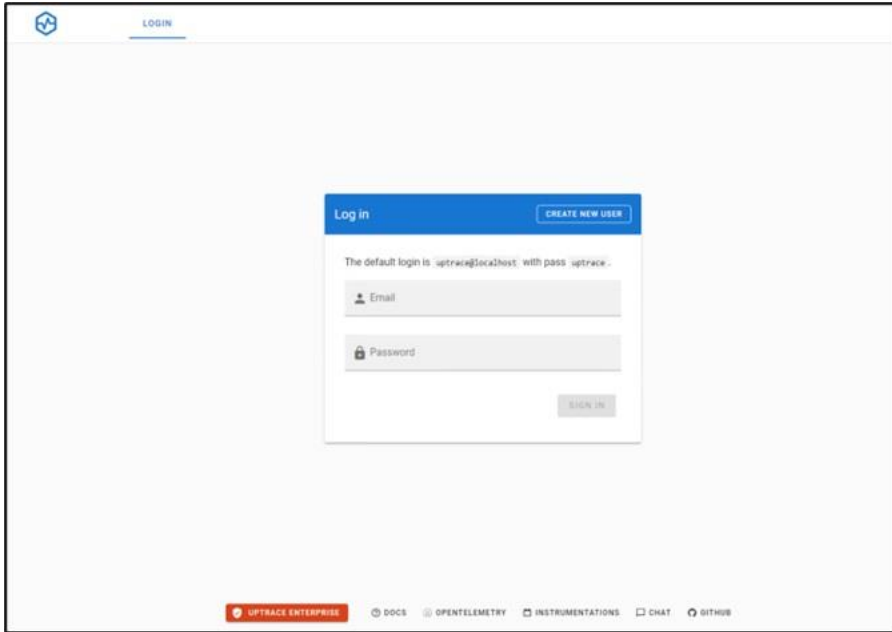 LOGIN
Log in
CREATE NEW USER
The default login is uptrace@localhost with pass uptrace.
Email
Password
SIGN IN
UPTRACE ENTERPRISE DOCS OPENTELEMETRY INSTRUMENTATIONS CHAT GITHUB